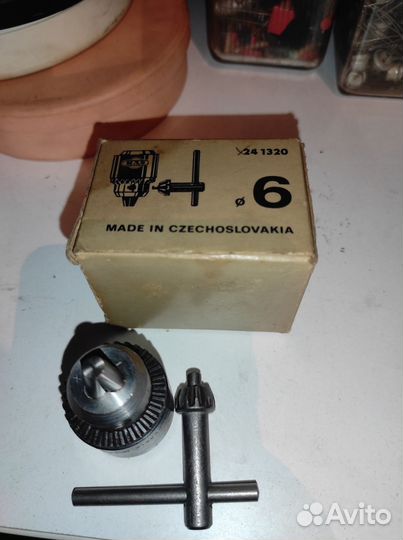 24 1320
ø 6
MADE IN CZECHOSLOVAKIA
Avito